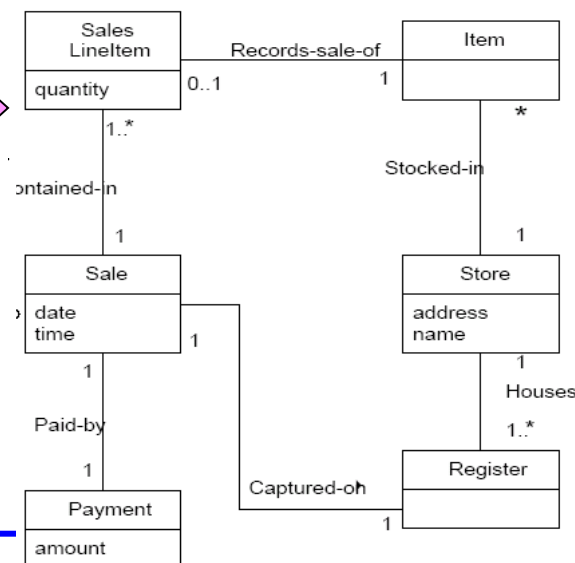 Sales
LineItem
quantity
Records-sale-of
0..1
1
Item
1..*
*
ontained-in
Stocked-in
1
1
Sale
date
time
Store
address
name
1
1
1
Houses
Paid-by
1..*
1
Captured-on
1
Register
Payment
amount